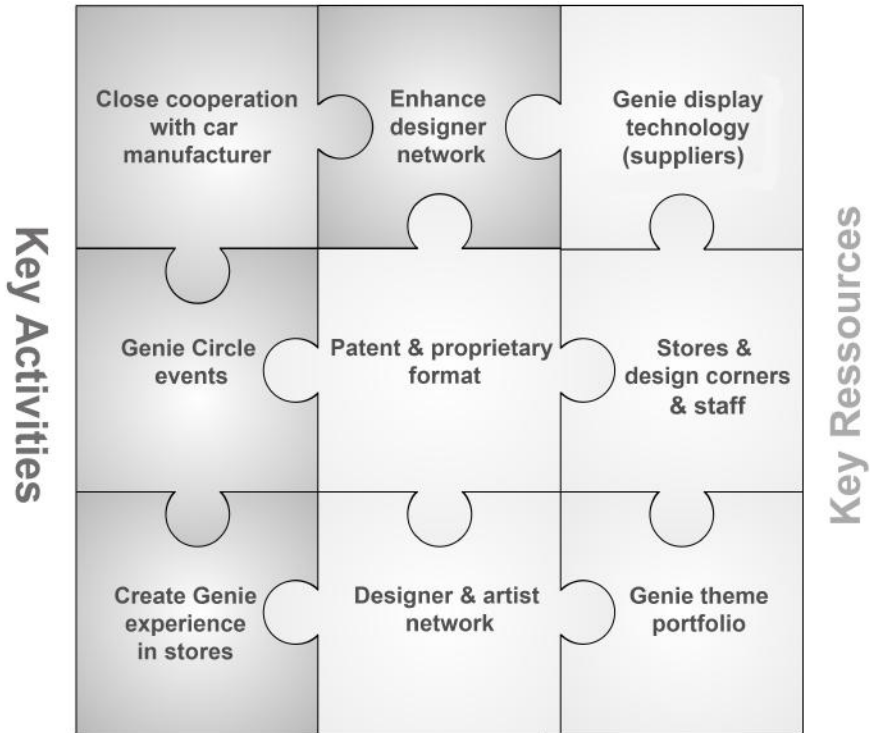 Key Activities
Close cooperation
with car
manufacturer
Enhance
designer
network
Genie display
technology
(suppliers)
Genie Circle
events
Patent & proprietary
format
Stores &
design corners
& staff
Create Genie
experience
in stores
Designer & artist
network
Genie theme
portfolio
Key Ressources